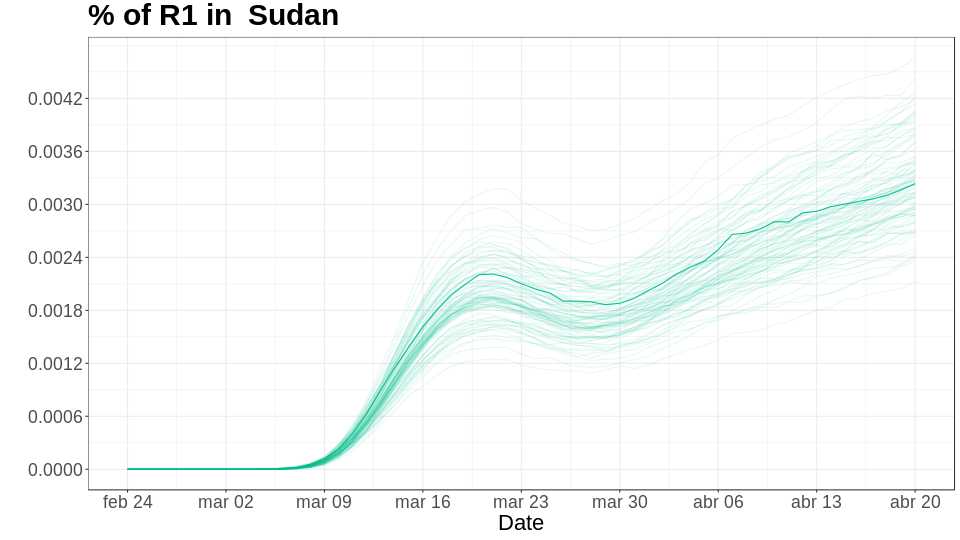 % of R1 in  Sudan
0.0042
0.0036
0.0030
0.0024
0.0018
0.0012
0.0006
0.0000
feb 24 mar 02 mar 09 mar 16 mar 23 mar 30 abr 06 abr 13 abr 20
Date